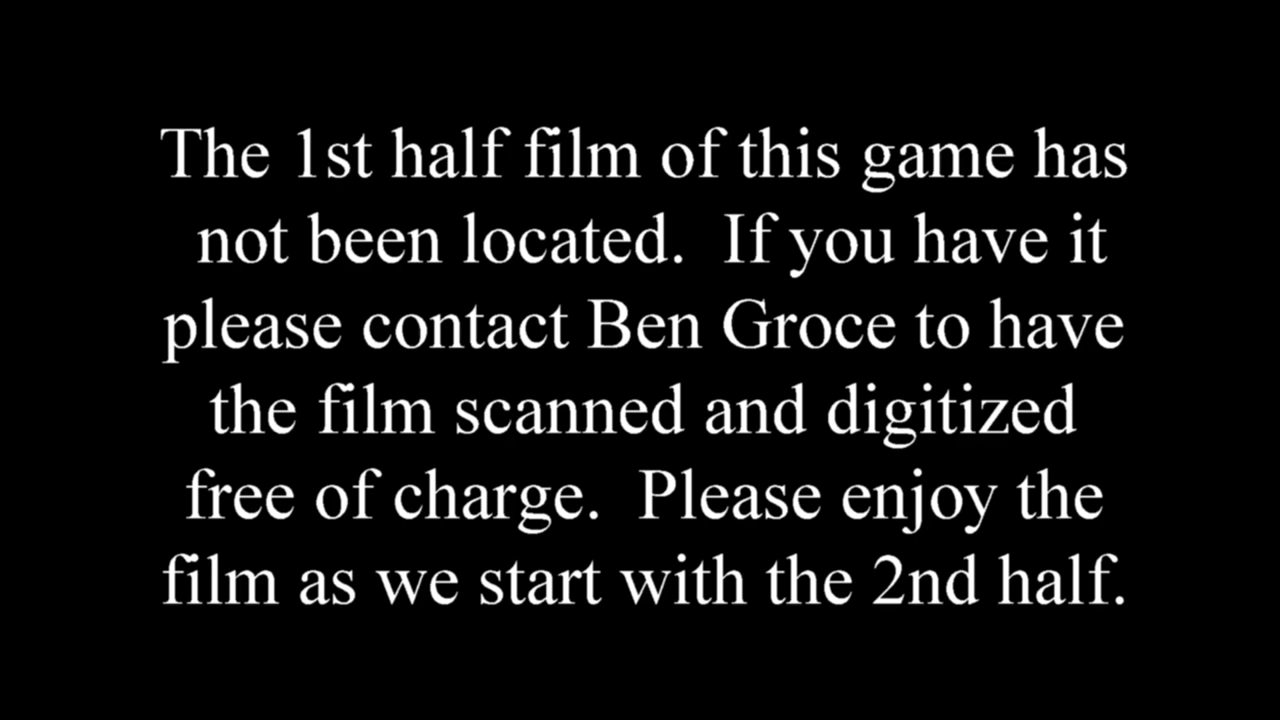 The 1st half film of this game has
not been located.  If you have it
please contact Ben Groce to have
the film scanned and digitized
free of charge.  Please enjoy the
film as we start with the 2nd half.